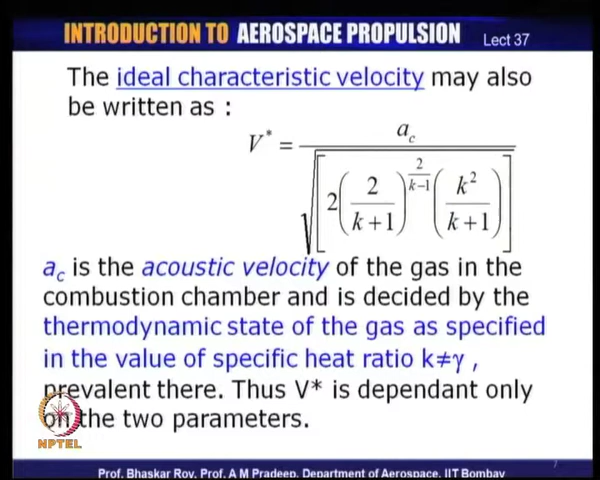 INTRODUCTION TO AEROSPACE PROPULSION Lect 37
The ideal characteristic velocity may also
be written as :
V* = a_c / √[2(2/(k+1))^(2/(k−1)) (k²/(k+1))]
a_c is the acoustic velocity of the gas in the
combustion chamber and is decided by the
thermodynamic state of the gas as specified
in the value of specific heat ratio k≠γ ,
prevalent there. Thus V* is dependant only
on the two parameters.
NPTEL
Prof. Bhaskar Roy, Prof. A M Pradeep, Department of Aerospace, IIT Bombay
7